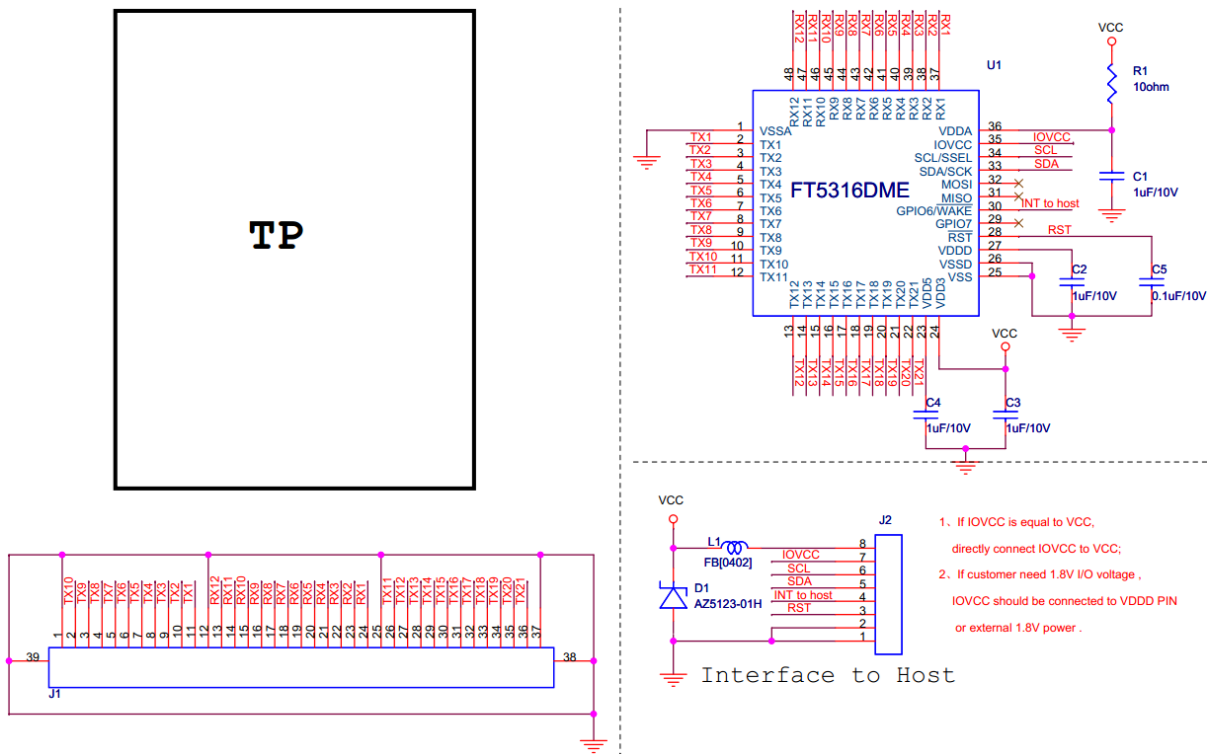 TP
RX12
RX11
RX10
RX9
RX8
RX7
RX6
RX5
RX4
RX3
RX2
RX1
48
47
46
45
44
43
42
41
40
39
38
37
RX12
RX11
RX10
RX9
RX8
RX7
RX6
RX5
RX4
RX3
RX2
RX1
U1
FT5316DME
TX1
TX2
TX3
TX4
TX5
TX6
TX7
TX8
TX9
TX10
TX11
1 VSSA
2 TX1
3 TX2
4 TX3
5 TX4
6 TX5
7 TX6
8 TX7
9 TX8
10 TX9
11 TX10
12 TX11
VDDA 36
IOVCC 35 IOVCC
SCL/SSEL 34 SCL
SDA/SCK 33 SDA
MOSI 32
MISO 31
GPIO6/WAKE 30 INT to host
GPIO7 29
RST 28 RST
VDDD 27
VSSD 26
VSS 25
TX12
TX13
TX14
TX15
TX16
TX17
TX18
TX19
TX20
TX21
VDD5
VDD3
13
14
15
16
17
18
19
20
21
22
23
24
TX12
TX13
TX14
TX15
TX16
TX17
TX18
TX19
TX20
TX21
VCC
R1
10ohm
C1
1uF/10V
C2
1uF/10V
C5
0.1uF/10V
VCC
C4
1uF/10V
C3
1uF/10V
TX10
TX9
TX8
TX7
TX6
TX5
TX4
TX3
TX2
TX1
RX12
RX11
RX10
RX9
RX8
RX7
RX6
RX5
RX4
RX3
RX2
RX1
TX11
TX12
TX13
TX14
TX15
TX16
TX17
TX18
TX19
TX20
TX21
1
2
3
4
5
6
7
8
9
10
11
12
13
14
15
16
17
18
19
20
21
22
23
24
25
26
27
28
29
30
31
32
33
34
35
36
37
39
38
J1
VCC
L1
FB[0402]
D1
AZ5123-01H
J2
8
IOVCC 7
SCL 6
SDA 5
INT to host 4
RST 3
2
1
Interface to Host
1、If IOVCC is equal to VCC,
directly connect IOVCC to VCC;
2、If customer need 1.8V I/O voltage ,
IOVCC should be connected to VDDD PIN
or external 1.8V power .